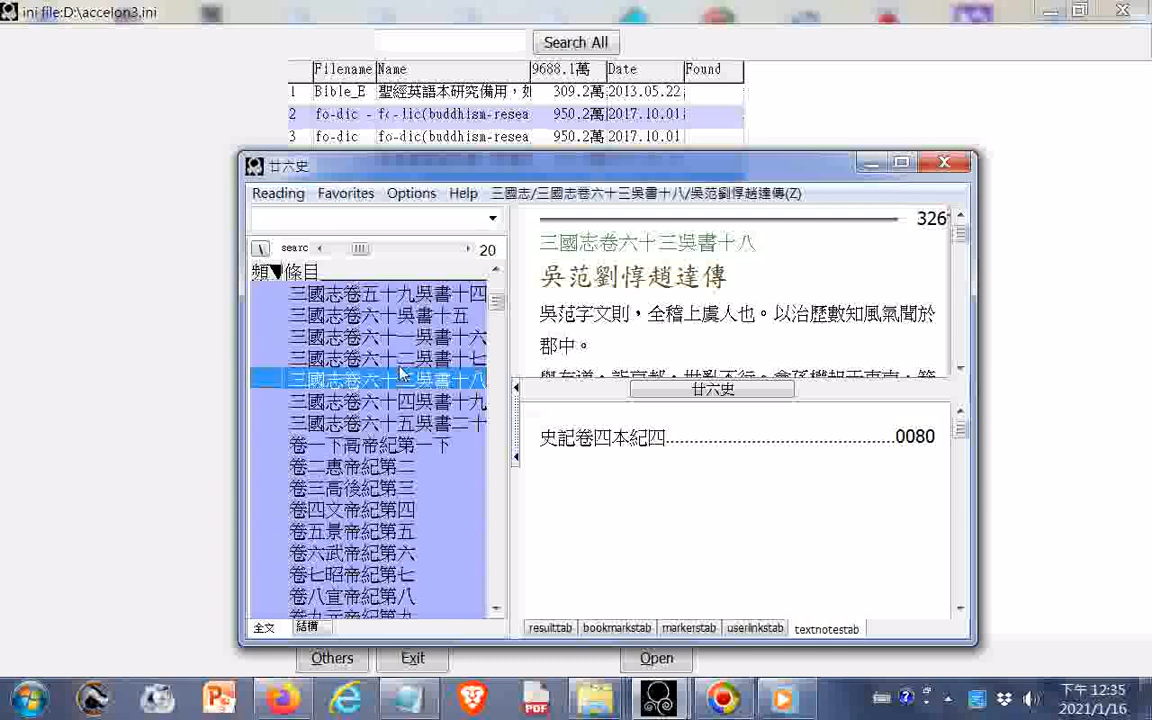 ini file:D:\accelon3.ini
Search All
Filename Name 9688.1萬 Date Found
1 Bible_E 聖經英語本研究備用，如 309.2萬 2013.05.22
2 fo-dic - 950.2萬 2017.10.01
3 fo-dic fo-dic(buddhism-resea 950.2萬 2017.10.01
廿六史
Reading Favorites Options Help 三國志/三國志卷六十三吳書十八/吳范劉惇趙達傳(Z)
\ searc 20
頻 條目
三國志卷五十九吳書十四
三國志卷六十吳書十五
三國志卷六十一吳書十六
三國志卷六十二吳書十七
三國志卷六十三吳書十八
三國志卷六十四吳書十九
三國志卷六十五吳書二十
卷一下高帝紀第一下
卷二惠帝紀第二
卷三高後紀第三
卷四文帝紀第四
卷五景帝紀第五
卷六武帝紀第六
卷七昭帝紀第七
卷八宣帝紀第八
卷九元帝紀第九
全文 結構
326
三國志卷六十三吳書十八
吳范劉惇趙達傳
吳范字文則，全稽上虞人也。以治歷數知風氣聞於
郡中。
廿六史
史記卷四本紀四..................................................0080
resulttab bookmarkstab markerstab userlinkstab textnotestab
Others Exit Open
PDF
下午 12:35
2021/1/16